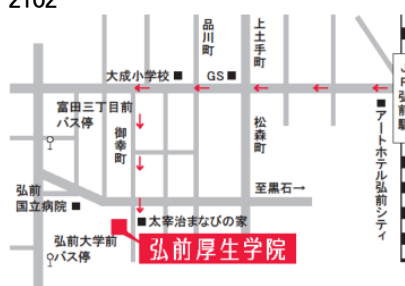 2102
品川町
上土手町
大成小学校■
GS■
JR弘前駅
富田三丁目前
バス停
御幸町
松森町
■アートホテル弘前シティ
弘前
国立病院■
至黒石→
■太宰治まなびの家
弘前大学前
バス停
弘前厚生学院